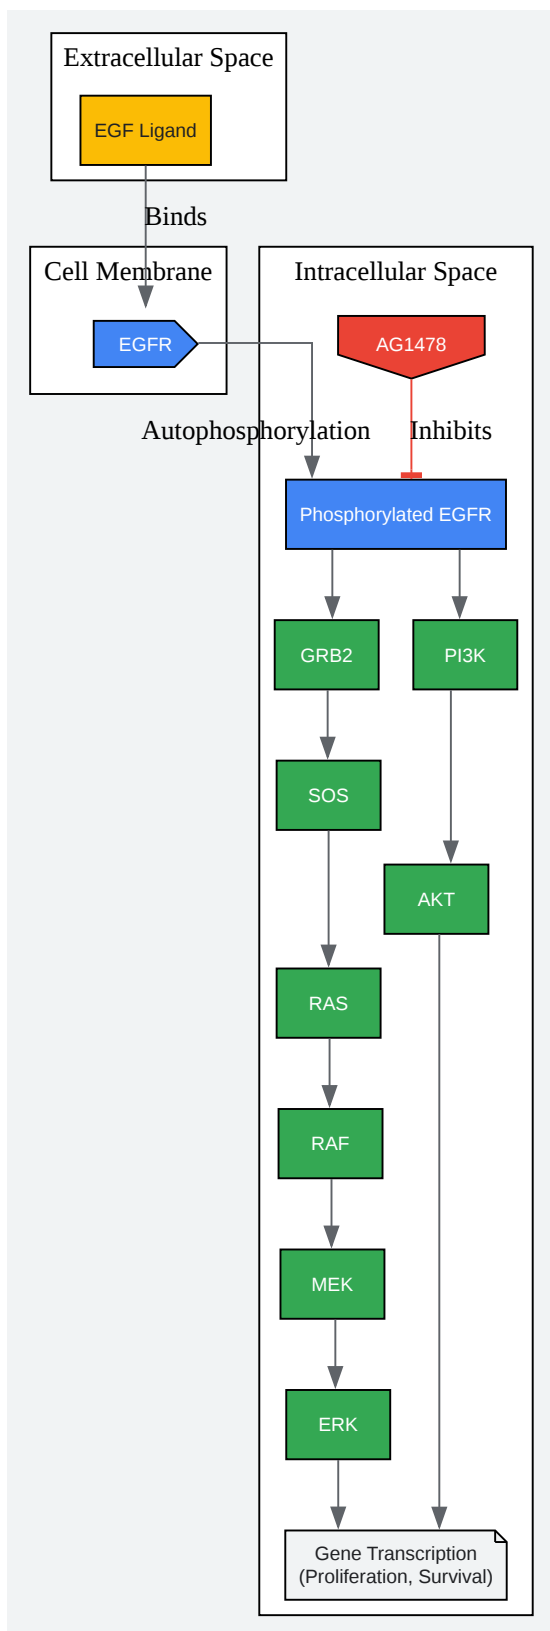 Extracellular Space
EGF Ligand
Binds
Cell Membrane
Intracellular Space
EGFR
AG1478
Autophosphorylation
Inhibits
Phosphorylated EGFR
GRB2
PI3K
SOS
AKT
RAS
RAF
MEK
ERK
Gene Transcription
(Proliferation, Survival)